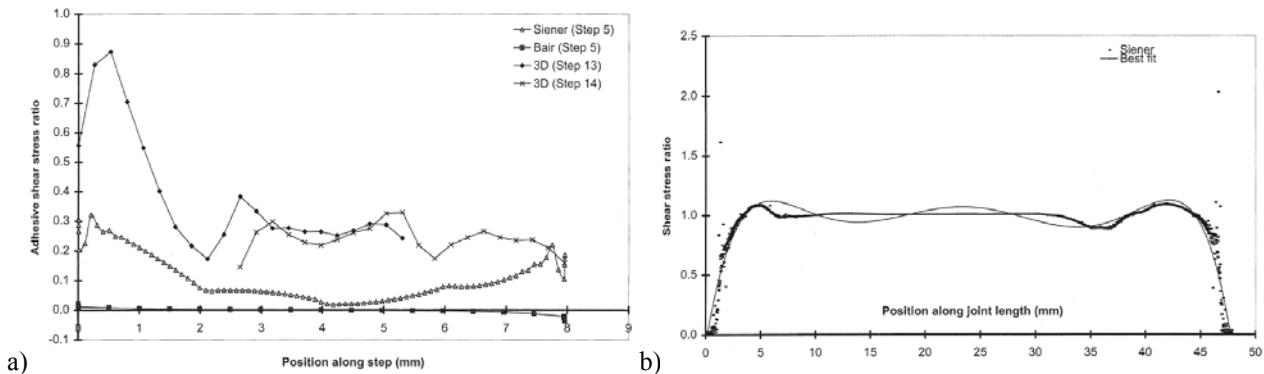 1.0
0.9
0.8
0.7
0.6
0.5
0.4
0.3
0.2
0.1
0.0
-0.1
Adhesive shear stress ratio
Siener (Step 5)
Bair (Step 5)
3D (Step 13)
3D (Step 14)
0 1 2 3 4 5 6 7 8 9
Position along step (mm)
a)
2.5
2.0
1.5
1.0
0.5
0.0
Shear stress ratio
Siener
Best fit
Position along joint length (mm)
0 5 10 15 20 25 30 35 40 45 50
b)